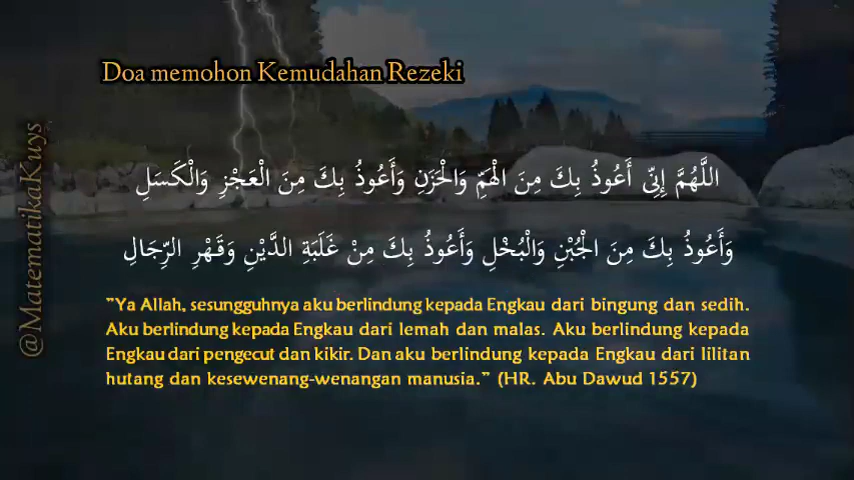 Doa memohon Kemudahan Rezeki
اللَّهُمَّ إِنِّي أَعُوذُ بِكَ مِنَ الْهَمِّ وَالْحَزَنِ وَأَعُوذُ بِكَ مِنَ الْعَجْزِ وَالْكَسَلِ
وَأَعُوذُ بِكَ مِنَ الْجُبْنِ وَالْبُخْلِ وَأَعُوذُ بِكَ مِنْ غَلَبَةِ الدَّيْنِ وَقَهْرِ الرِّجَالِ
"Ya Allah, sesungguhnya aku berlindung kepada Engkau dari bingung dan sedih.
Aku berlindung kepada Engkau dari lemah dan malas. Aku berlindung kepada
Engkau dari pengecut dan kikir. Dan aku berlindung kepada Engkau dari lilitan
hutang dan kesewenang-wenangan manusia." (HR. Abu Dawud 1557)
@MatematikaKuys